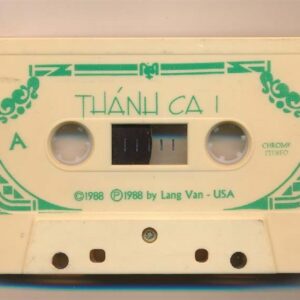 THÁNH CA I
A
CHROME
STEREO
©1988 ℗1988 by Lang Van - USA